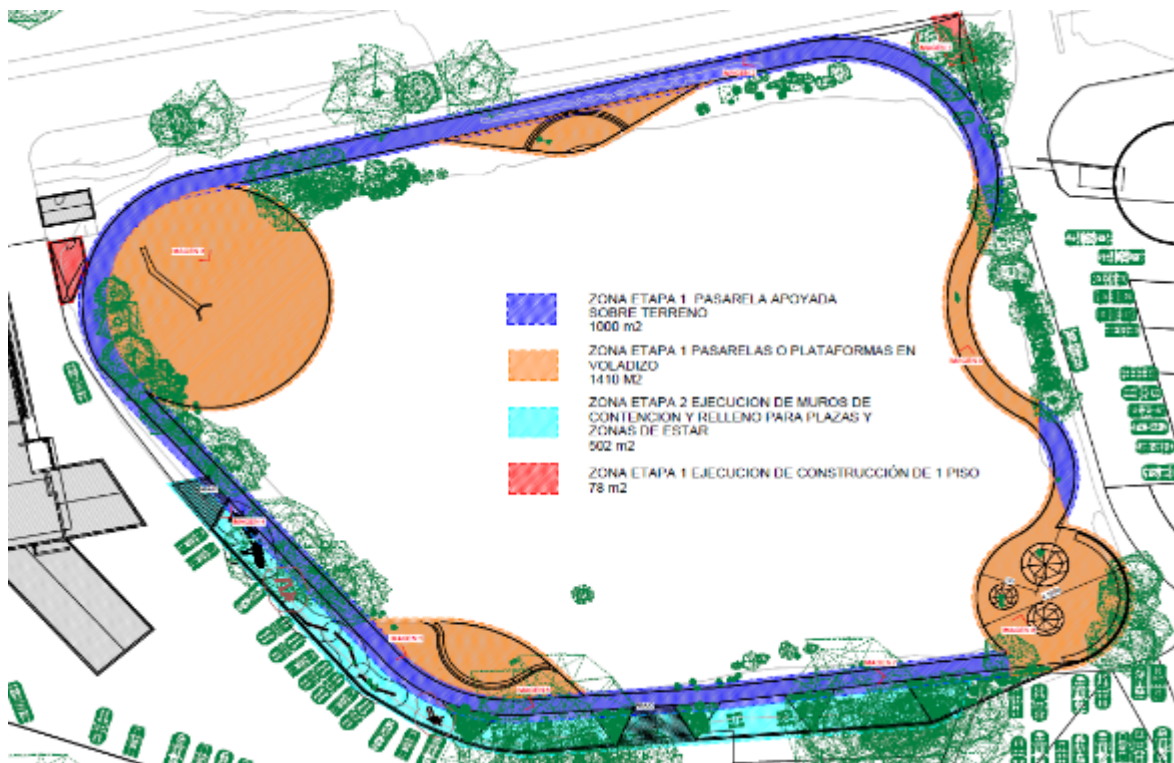 ZONA ETAPA 1 PASARELA APOYADA
SOBRE TERRENO
1000 m2
ZONA ETAPA 1 PASARELAS O PLATAFORMAS EN
VOLADIZO
1410 M2
ZONA ETAPA 2 EJECUCION DE MUROS DE
CONTENCION Y RELLENO PARA PLAZAS Y
ZONAS DE ESTAR
502 m2
ZONA ETAPA 1 EJECUCION DE CONSTRUCCIÓN DE 1 PISO
78 m2